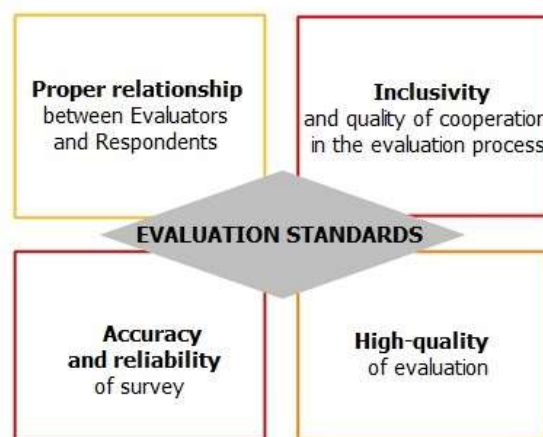 Proper relationship
between Evaluators
and Respondents
Inclusivity
and quality of cooperation
in the evaluation process
EVALUATION STANDARDS
Accuracy
and reliability
of survey
High-quality
of evaluation